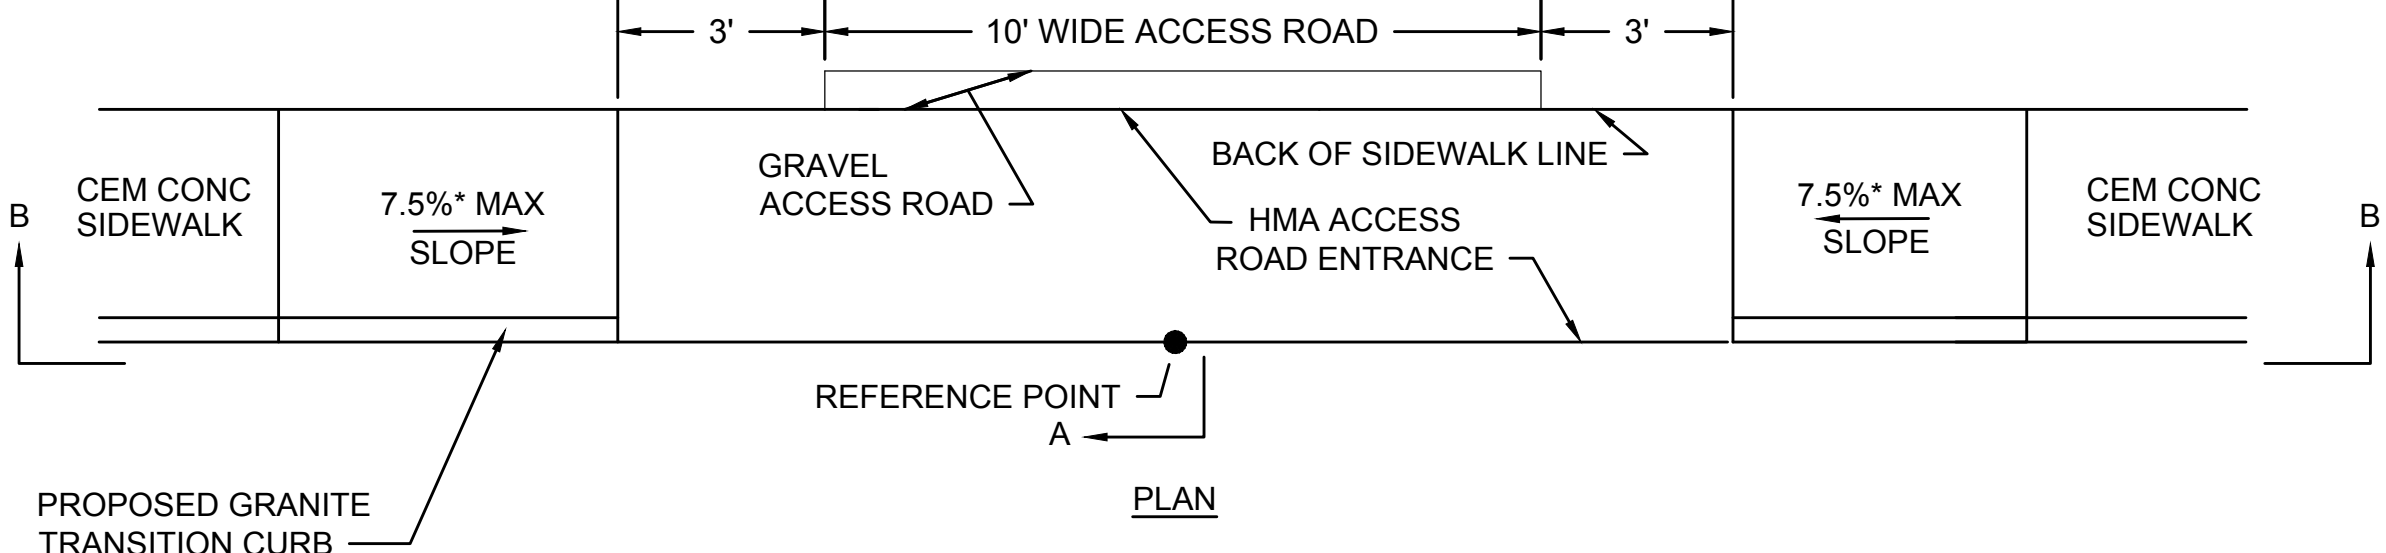 3'
10' WIDE ACCESS ROAD
3'
GRAVEL
ACCESS ROAD
BACK OF SIDEWALK LINE
CEM CONC
SIDEWALK
7.5%* MAX
SLOPE
HMA ACCESS
ROAD ENTRANCE
7.5%* MAX
SLOPE
CEM CONC
SIDEWALK
B
B
REFERENCE POINT
A
PROPOSED GRANITE
TRANSITION CURB
PLAN